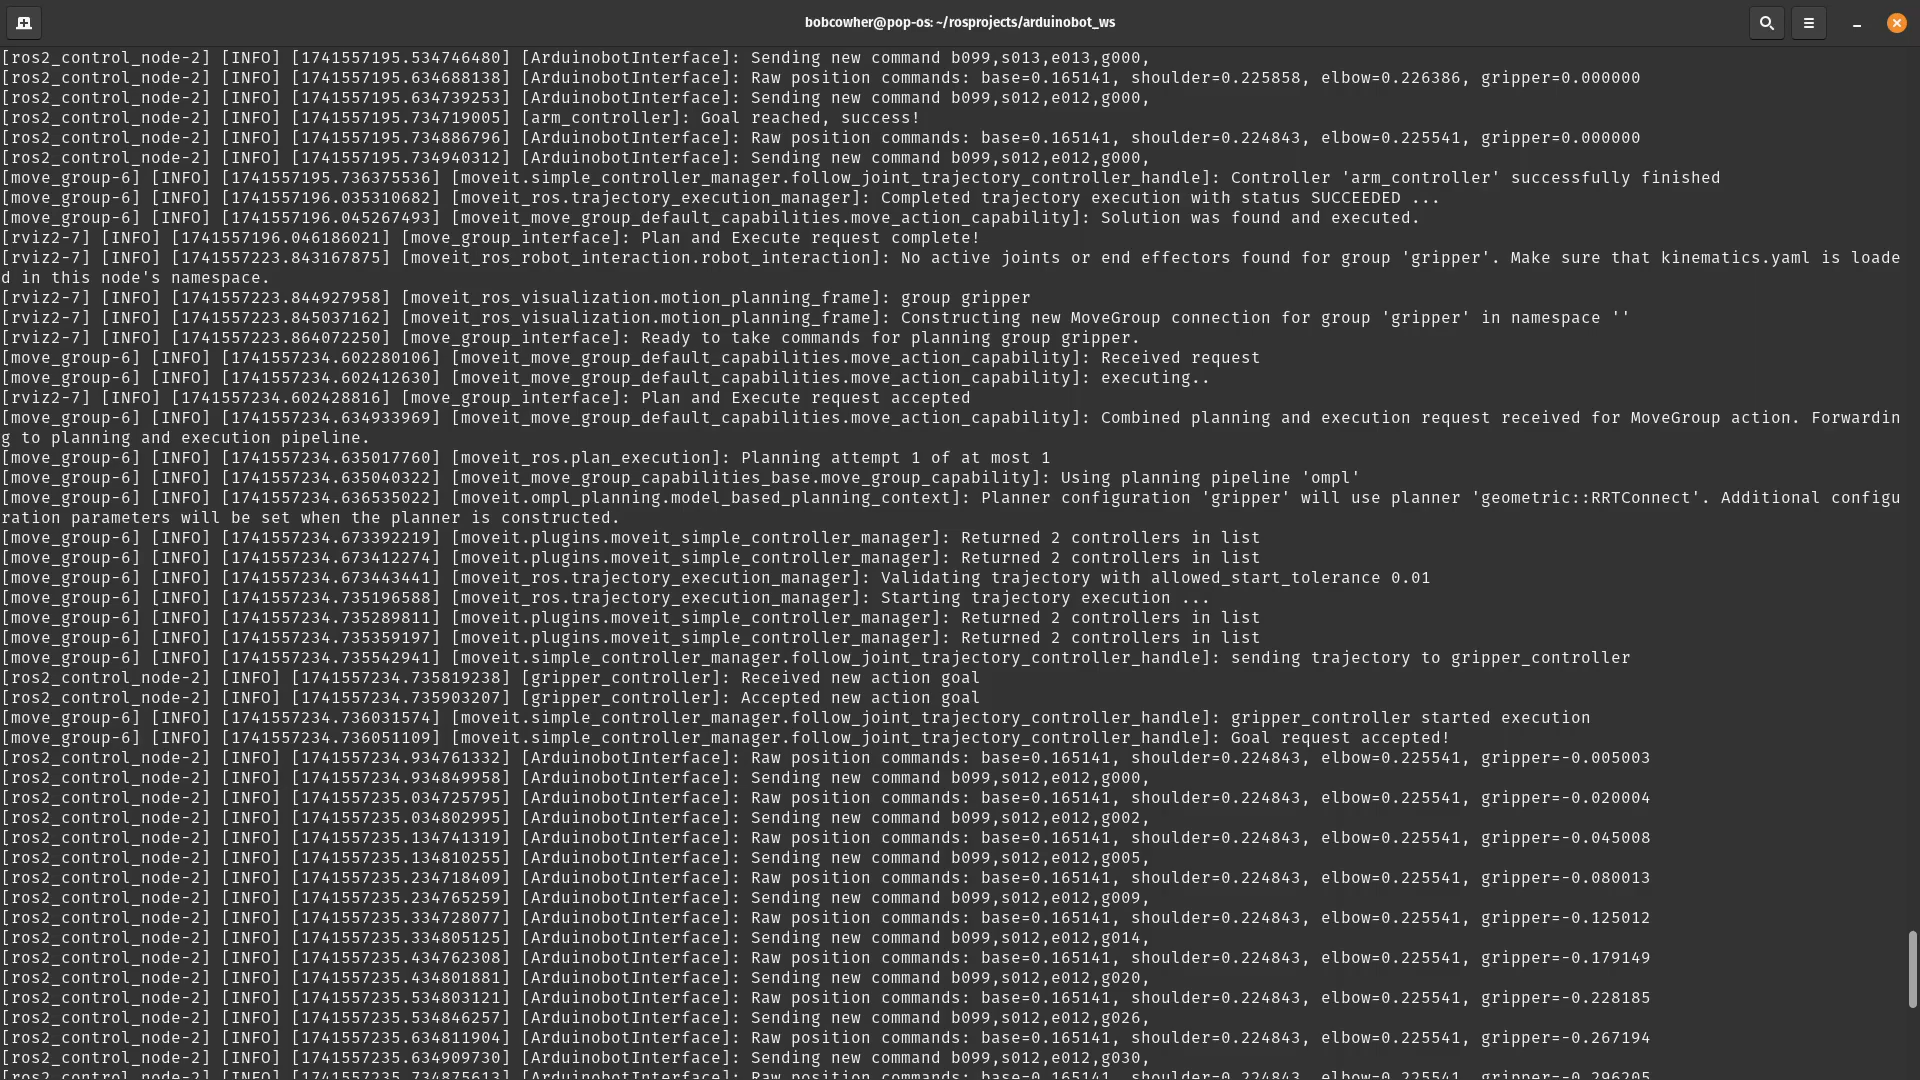 bobcowher@pop-os: ~/rosprojects/arduinobot_ws
[ros2_control_node-2] [INFO] [1741557195.534746480] [ArduinobotInterface]: Sending new command b099,s013,e013,g000,
[ros2_control_node-2] [INFO] [1741557195.634688138] [ArduinobotInterface]: Raw position commands: base=0.165141, shoulder=0.225858, elbow=0.226386, gripper=0.000000
[ros2_control_node-2] [INFO] [1741557195.634739253] [ArduinobotInterface]: Sending new command b099,s012,e012,g000,
[ros2_control_node-2] [INFO] [1741557195.734719005] [arm_controller]: Goal reached, success!
[ros2_control_node-2] [INFO] [1741557195.734886796] [ArduinobotInterface]: Raw position commands: base=0.165141, shoulder=0.224843, elbow=0.225541, gripper=0.000000
[ros2_control_node-2] [INFO] [1741557195.734940312] [ArduinobotInterface]: Sending new command b099,s012,e012,g000,
[move_group-6] [INFO] [1741557195.736375536] [moveit.simple_controller_manager.follow_joint_trajectory_controller_handle]: Controller 'arm_controller' successfully finished
[move_group-6] [INFO] [1741557196.035310682] [moveit_ros.trajectory_execution_manager]: Completed trajectory execution with status SUCCEEDED ...
[move_group-6] [INFO] [1741557196.045267493] [moveit_move_group_default_capabilities.move_action_capability]: Solution was found and executed.
[rviz2-7] [INFO] [1741557196.046186021] [move_group_interface]: Plan and Execute request complete!
[rviz2-7] [INFO] [1741557223.843167875] [moveit_ros_robot_interaction.robot_interaction]: No active joints or end effectors found for group 'gripper'. Make sure that kinematics.yaml is loade
d in this node's namespace.
[rviz2-7] [INFO] [1741557223.844927958] [moveit_ros_visualization.motion_planning_frame]: group gripper
[rviz2-7] [INFO] [1741557223.845037162] [moveit_ros_visualization.motion_planning_frame]: Constructing new MoveGroup connection for group 'gripper' in namespace ''
[rviz2-7] [INFO] [1741557223.864072250] [move_group_interface]: Ready to take commands for planning group gripper.
[move_group-6] [INFO] [1741557234.602280106] [moveit_move_group_default_capabilities.move_action_capability]: Received request
[move_group-6] [INFO] [1741557234.602412630] [moveit_move_group_default_capabilities.move_action_capability]: executing..
[rviz2-7] [INFO] [1741557234.602428816] [move_group_interface]: Plan and Execute request accepted
[move_group-6] [INFO] [1741557234.634933969] [moveit_move_group_default_capabilities.move_action_capability]: Combined planning and execution request received for MoveGroup action. Forwardin
g to planning and execution pipeline.
[move_group-6] [INFO] [1741557234.635017760] [moveit_ros.plan_execution]: Planning attempt 1 of at most 1
[move_group-6] [INFO] [1741557234.635040322] [moveit_move_group_capabilities_base.move_group_capability]: Using planning pipeline 'ompl'
[move_group-6] [INFO] [1741557234.636535022] [moveit.ompl_planning.model_based_planning_context]: Planner configuration 'gripper' will use planner 'geometric::RRTConnect'. Additional configu
ration parameters will be set when the planner is constructed.
[move_group-6] [INFO] [1741557234.673392219] [moveit.plugins.moveit_simple_controller_manager]: Returned 2 controllers in list
[move_group-6] [INFO] [1741557234.673412274] [moveit.plugins.moveit_simple_controller_manager]: Returned 2 controllers in list
[move_group-6] [INFO] [1741557234.673443441] [moveit_ros.trajectory_execution_manager]: Validating trajectory with allowed_start_tolerance 0.01
[move_group-6] [INFO] [1741557234.735196588] [moveit_ros.trajectory_execution_manager]: Starting trajectory execution ...
[move_group-6] [INFO] [1741557234.735289811] [moveit.plugins.moveit_simple_controller_manager]: Returned 2 controllers in list
[move_group-6] [INFO] [1741557234.735359197] [moveit.plugins.moveit_simple_controller_manager]: Returned 2 controllers in list
[move_group-6] [INFO] [1741557234.735542941] [moveit.simple_controller_manager.follow_joint_trajectory_controller_handle]: sending trajectory to gripper_controller
[ros2_control_node-2] [INFO] [1741557234.735819238] [gripper_controller]: Received new action goal
[ros2_control_node-2] [INFO] [1741557234.735903207] [gripper_controller]: Accepted new action goal
[move_group-6] [INFO] [1741557234.736031574] [moveit.simple_controller_manager.follow_joint_trajectory_controller_handle]: gripper_controller started execution
[move_group-6] [INFO] [1741557234.736051109] [moveit.simple_controller_manager.follow_joint_trajectory_controller_handle]: Goal request accepted!
[ros2_control_node-2] [INFO] [1741557234.934761332] [ArduinobotInterface]: Raw position commands: base=0.165141, shoulder=0.224843, elbow=0.225541, gripper=-0.005003
[ros2_control_node-2] [INFO] [1741557234.934849958] [ArduinobotInterface]: Sending new command b099,s012,e012,g000,
[ros2_control_node-2] [INFO] [1741557235.034725795] [ArduinobotInterface]: Raw position commands: base=0.165141, shoulder=0.224843, elbow=0.225541, gripper=-0.020004
[ros2_control_node-2] [INFO] [1741557235.034802995] [ArduinobotInterface]: Sending new command b099,s012,e012,g002,
[ros2_control_node-2] [INFO] [1741557235.134741319] [ArduinobotInterface]: Raw position commands: base=0.165141, shoulder=0.224843, elbow=0.225541, gripper=-0.045008
[ros2_control_node-2] [INFO] [1741557235.134810255] [ArduinobotInterface]: Sending new command b099,s012,e012,g005,
[ros2_control_node-2] [INFO] [1741557235.234718409] [ArduinobotInterface]: Raw position commands: base=0.165141, shoulder=0.224843, elbow=0.225541, gripper=-0.080013
[ros2_control_node-2] [INFO] [1741557235.234765259] [ArduinobotInterface]: Sending new command b099,s012,e012,g009,
[ros2_control_node-2] [INFO] [1741557235.334728077] [ArduinobotInterface]: Raw position commands: base=0.165141, shoulder=0.224843, elbow=0.225541, gripper=-0.125012
[ros2_control_node-2] [INFO] [1741557235.334805125] [ArduinobotInterface]: Sending new command b099,s012,e012,g014,
[ros2_control_node-2] [INFO] [1741557235.434762308] [ArduinobotInterface]: Raw position commands: base=0.165141, shoulder=0.224843, elbow=0.225541, gripper=-0.179149
[ros2_control_node-2] [INFO] [1741557235.434801881] [ArduinobotInterface]: Sending new command b099,s012,e012,g020,
[ros2_control_node-2] [INFO] [1741557235.534803121] [ArduinobotInterface]: Raw position commands: base=0.165141, shoulder=0.224843, elbow=0.225541, gripper=-0.228185
[ros2_control_node-2] [INFO] [1741557235.534846257] [ArduinobotInterface]: Sending new command b099,s012,e012,g026,
[ros2_control_node-2] [INFO] [1741557235.634811904] [ArduinobotInterface]: Raw position commands: base=0.165141, shoulder=0.224843, elbow=0.225541, gripper=-0.267194
[ros2_control_node-2] [INFO] [1741557235.634909730] [ArduinobotInterface]: Sending new command b099,s012,e012,g030,
[ros2_control_node-2] [INFO] [1741557235.734875613] [ArduinobotInterface]: Raw position commands: base=0.165141, shoulder=0.224843, elbow=0.225541, gripper=-0.296205